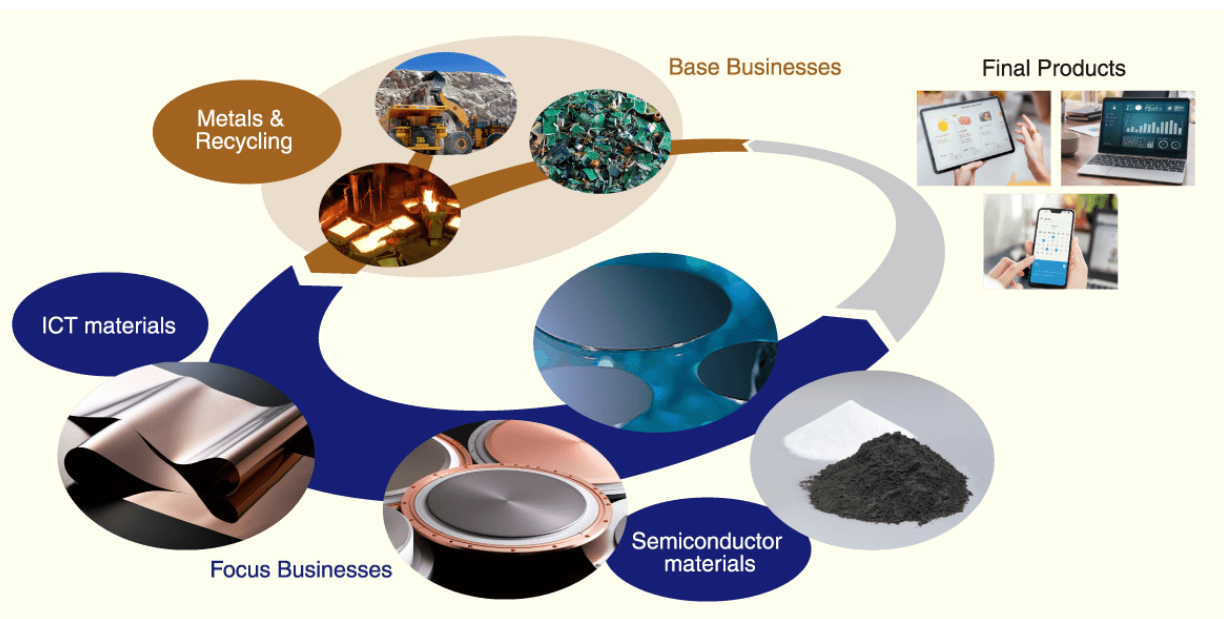 Base Businesses
Final Products
Metals &
Recycling
ICT materials
Semiconductor
materials
Focus Businesses